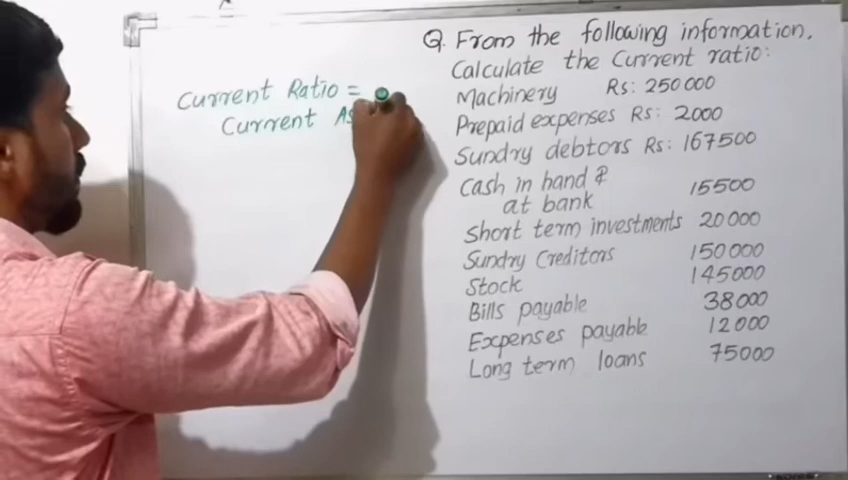 Current Ratio =
Current As
Q. From the following information,
Calculate the Current ratio:
Machinery Rs: 250000
Prepaid expenses Rs: 2000
Sundry debtors Rs: 167500
Cash in hand &
at bank 15500
Short term investments 20000
Sundry Creditors 150000
Stock 145000
Bills payable 38000
Expenses payable 12000
Long term loans 75000